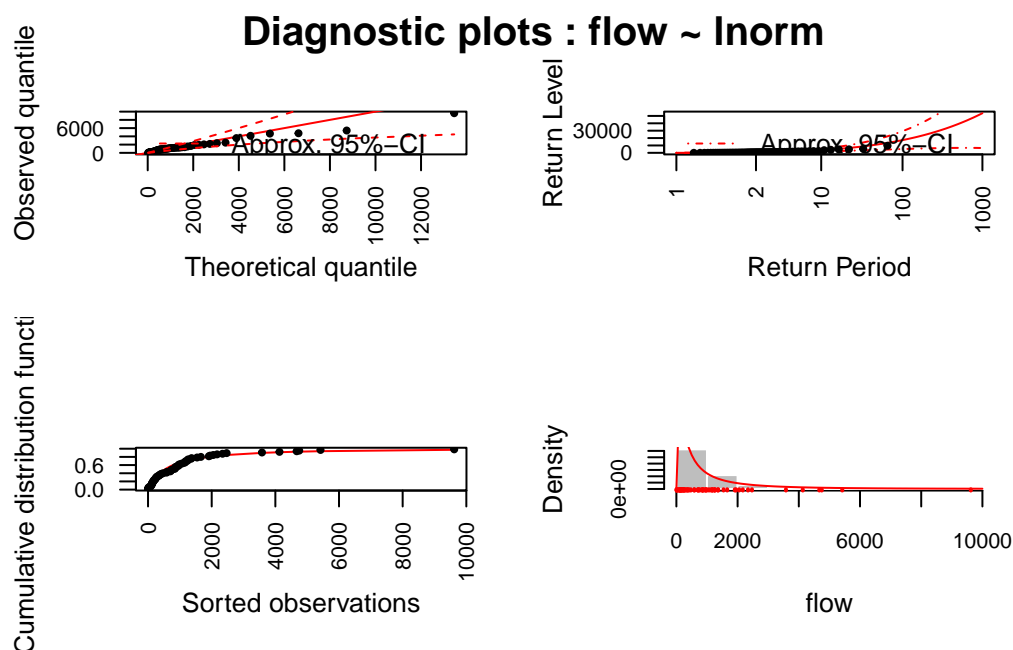 Diagnostic plots : flow ~ lnorm
Observed quantile
6000
0
Approx. 95%−CI
0
2000
4000
6000
8000
10000
12000
Theoretical quantile
Return Level
30000
0
Approx. 95%−CI
1
2
10
100
1000
Return Period
Cumulative distribution functi
0.6
0.0
0
2000
4000
6000
8000
10000
Sorted observations
Density
0e+00
0
2000
6000
10000
flow